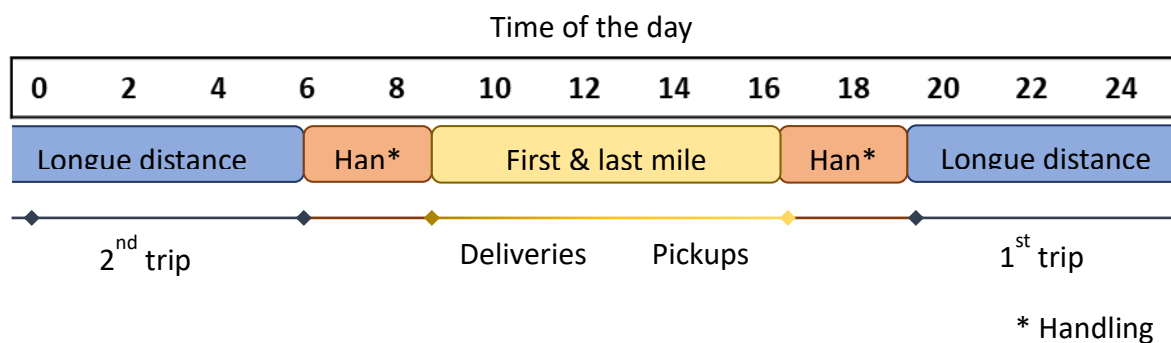 Time of the day
0 2 4 6 8 10 12 14 16 18 20 22 24
Longue distance Han* First & last mile Han* Longue distance
2nd trip Deliveries Pickups 1st trip
* Handling